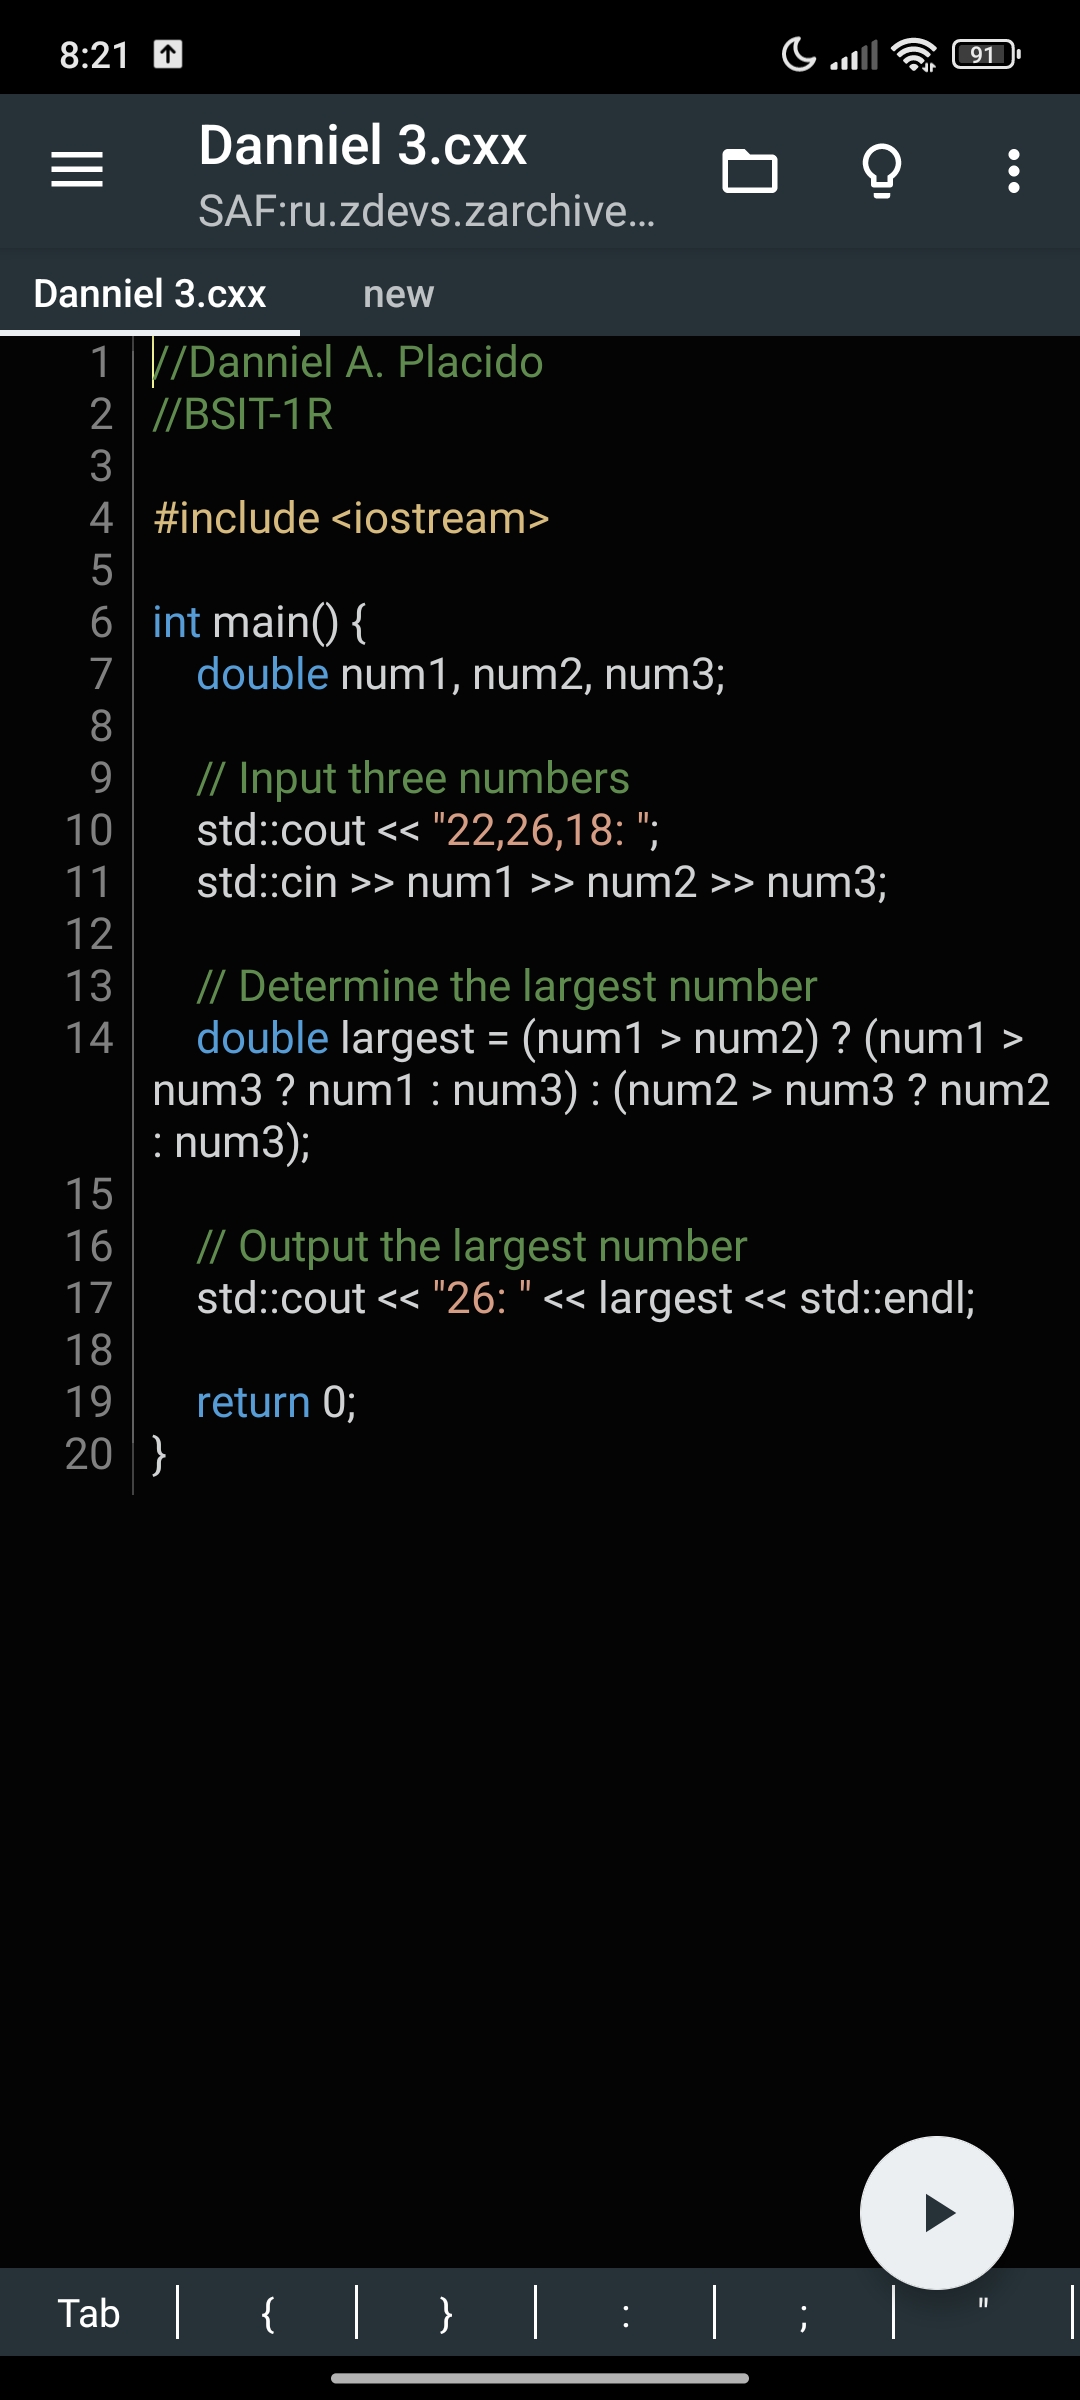 8:21
91
Danniel 3.cxx
SAF:ru.zdevs.zarchive...
Danniel 3.cxx new
1 //Danniel A. Placido
2 //BSIT-1R
3
4 #include <iostream>
5
6 int main() {
7 double num1, num2, num3;
8
9 // Input three numbers
10 std::cout << "22,26,18: ";
11 std::cin >> num1 >> num2 >> num3;
12
13 // Determine the largest number
14 double largest = (num1 > num2) ? (num1 >
num3 ? num1 : num3) : (num2 > num3 ? num2
: num3);
15
16 // Output the largest number
17 std::cout << "26: " << largest << std::endl;
18
19 return 0;
20 }
Tab { } : ; "